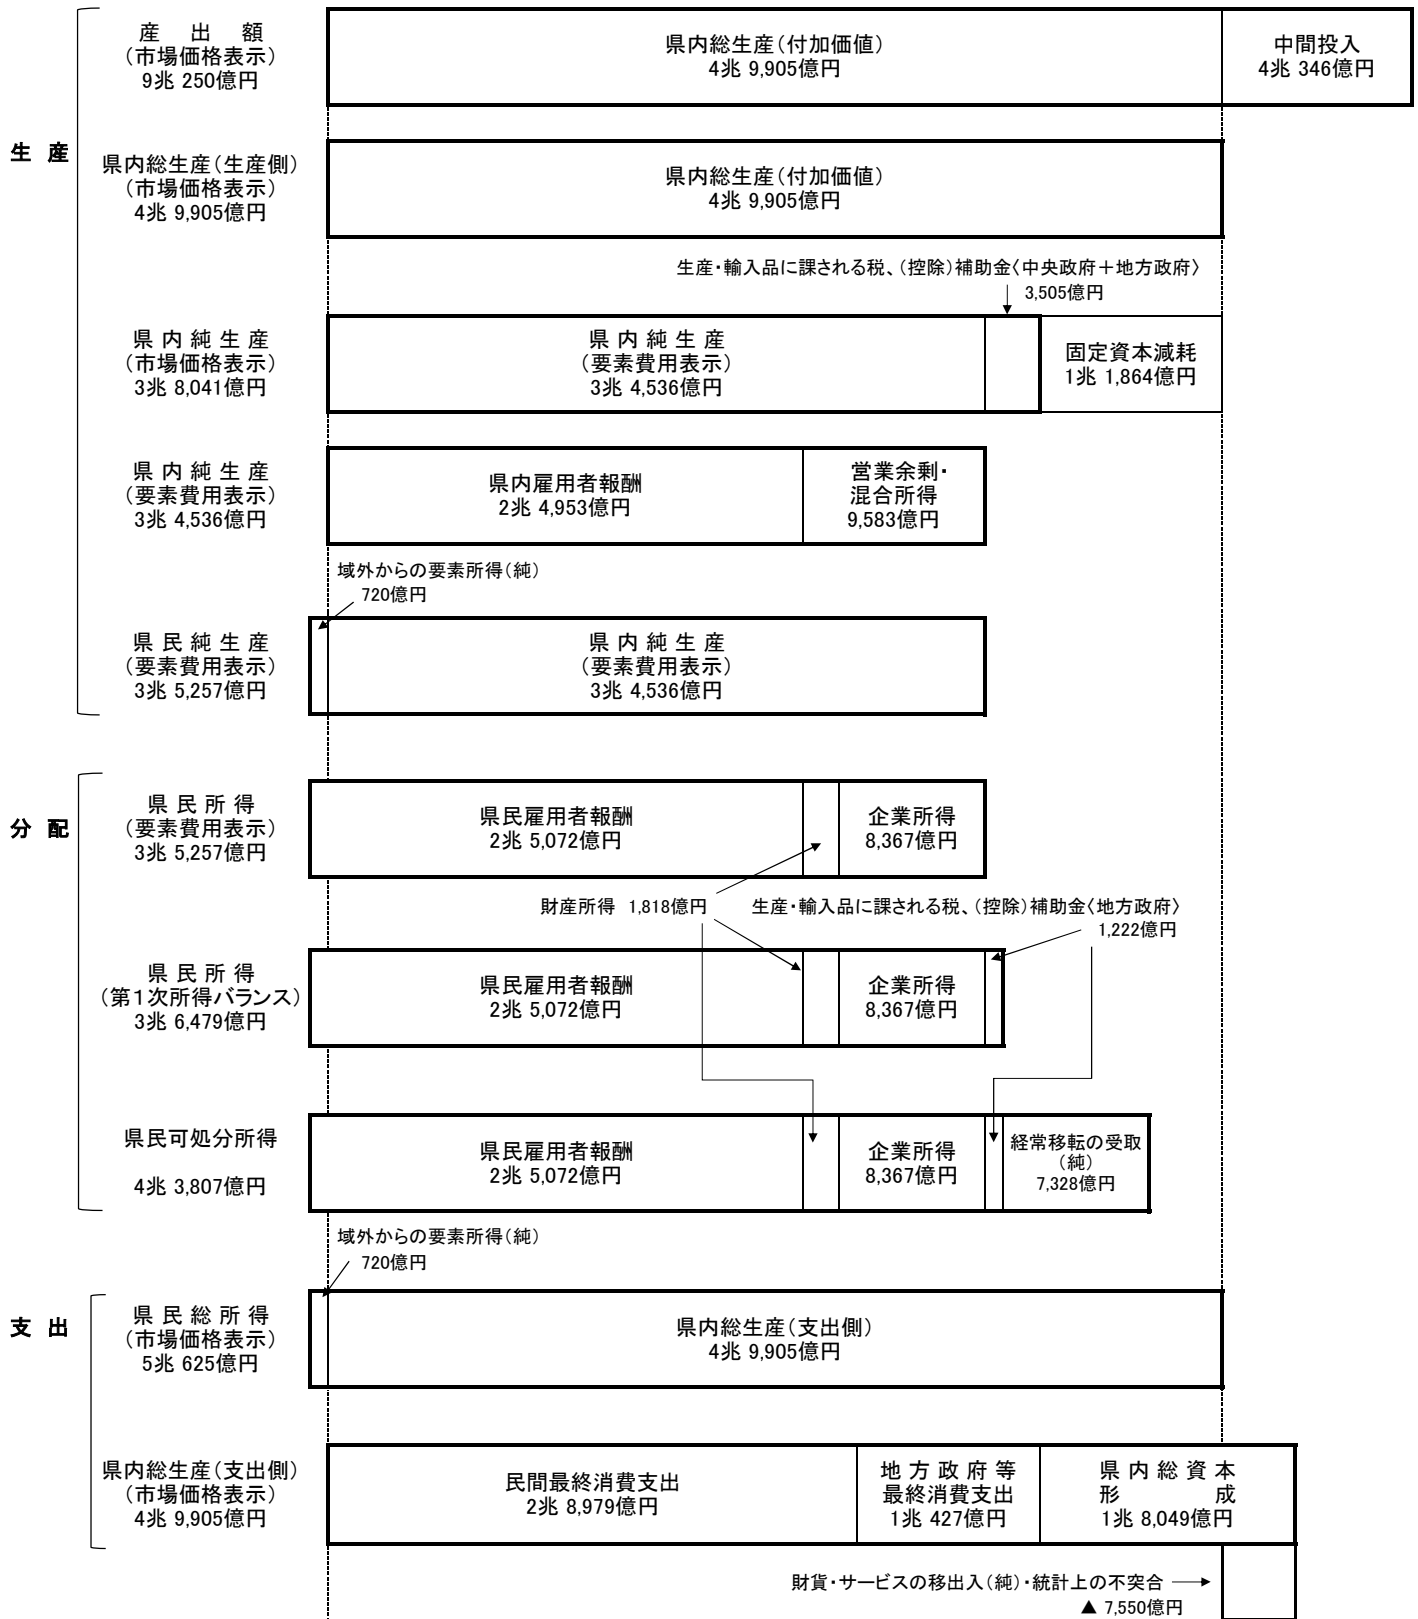 産 出 額
(市場価格表示)
9兆 250億円
県内総生産(付加価値)
4兆 9,905億円
中間投入
4兆 346億円
生 産
県内総生産(生産側)
(市場価格表示)
4兆 9,905億円
県内総生産(付加価値)
4兆 9,905億円
生産・輸入品に課される税、(控除)補助金〈中央政府+地方政府〉
3,505億円
県 内 純 生 産
(市場価格表示)
3兆 8,041億円
県 内 純 生 産
(要素費用表示)
3兆 4,536億円
固定資本減耗
1兆 1,864億円
県 内 純 生 産
(要素費用表示)
3兆 4,536億円
県内雇用者報酬
2兆 4,953億円
営業余剰・
混合所得
9,583億円
域外からの要素所得(純)
720億円
県 民 純 生 産
(要素費用表示)
3兆 5,257億円
県 内 純 生 産
(要素費用表示)
3兆 4,536億円
分 配
県 民 所 得
(要素費用表示)
3兆 5,257億円
県民雇用者報酬
2兆 5,072億円
企業所得
8,367億円
財産所得 1,818億円
生産・輸入品に課される税、(控除)補助金〈地方政府〉
1,222億円
県 民 所 得
(第1次所得バランス)
3兆 6,479億円
県民雇用者報酬
2兆 5,072億円
企業所得
8,367億円
県民可処分所得
4兆 3,807億円
県民雇用者報酬
2兆 5,072億円
企業所得
8,367億円
経常移転の受取
(純)
7,328億円
域外からの要素所得(純)
720億円
支 出
県 民 総 所 得
(市場価格表示)
5兆 625億円
県内総生産(支出側)
4兆 9,905億円
県内総生産(支出側)
(市場価格表示)
4兆 9,905億円
民間最終消費支出
2兆 8,979億円
地 方 政 府 等
最終消費支出
1兆 427億円
県 内 総 資 本
形 成
1兆 8,049億円
財貨・サービスの移出入(純)・統計上の不突合
▲ 7,550億円